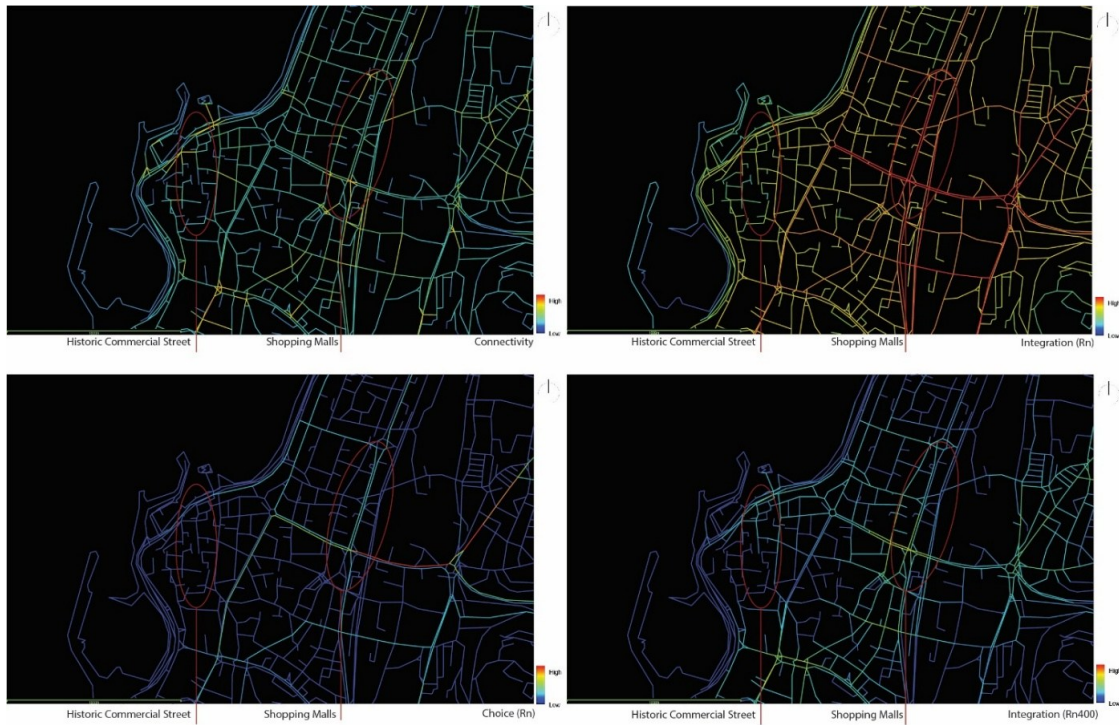 High
Low
Historic Commercial Street Shopping Malls Connectivity
High
Low
Historic Commercial Street Shopping Malls Integration (Rn)
High
Low
Historic Commercial Street Shopping Malls Choice (Rn)
High
Low
Historic Commercial Street Shopping Malls Integration (Rn400)